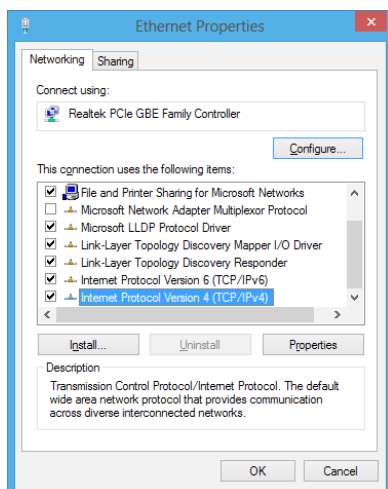 Ethernet Properties
Networking
Sharing
Connect using:
Realtek PCIe GBE Family Controller
Configure...
This connection uses the following items:
File and Printer Sharing for Microsoft Networks
Microsoft Network Adapter Multiplexor Protocol
Microsoft LLDP Protocol Driver
Link-Layer Topology Discovery Mapper I/O Driver
Link-Layer Topology Discovery Responder
Internet Protocol Version 6 (TCP/IPv6)
Internet Protocol Version 4 (TCP/IPv4)
Install...
Uninstall
Properties
Description
Transmission Control Protocol/Internet Protocol. The default
wide area network protocol that provides communication
across diverse interconnected networks.
OK
Cancel